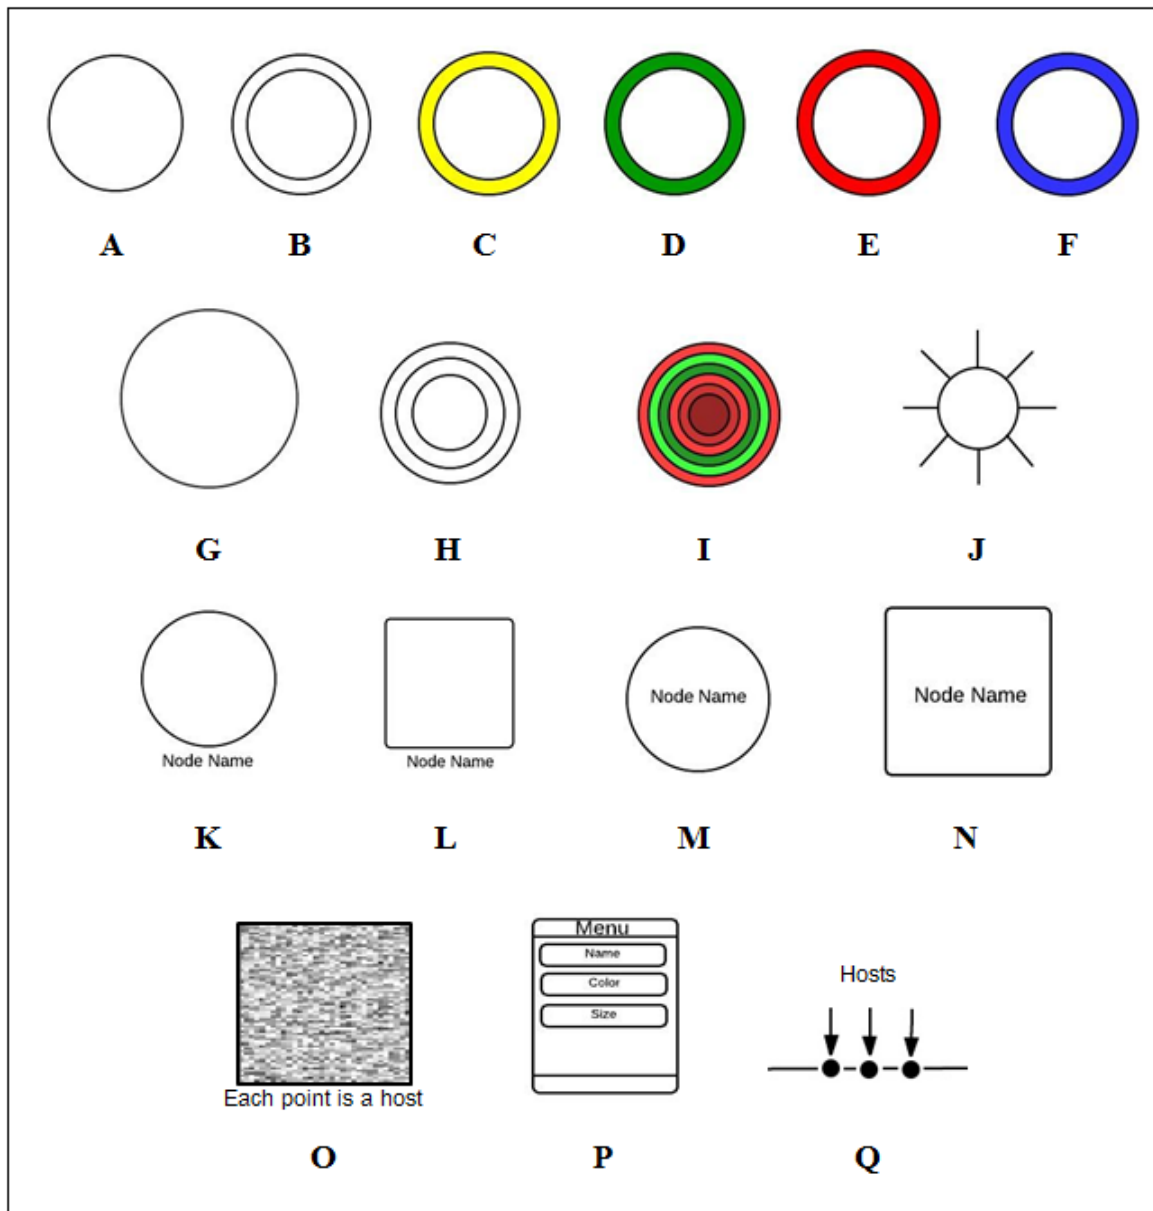 A B C D E F
G H I J
Node Name Node Name Node Name Node Name
K L M N
Each point is a host
Menu
Name
Color
Size
Hosts
O P Q